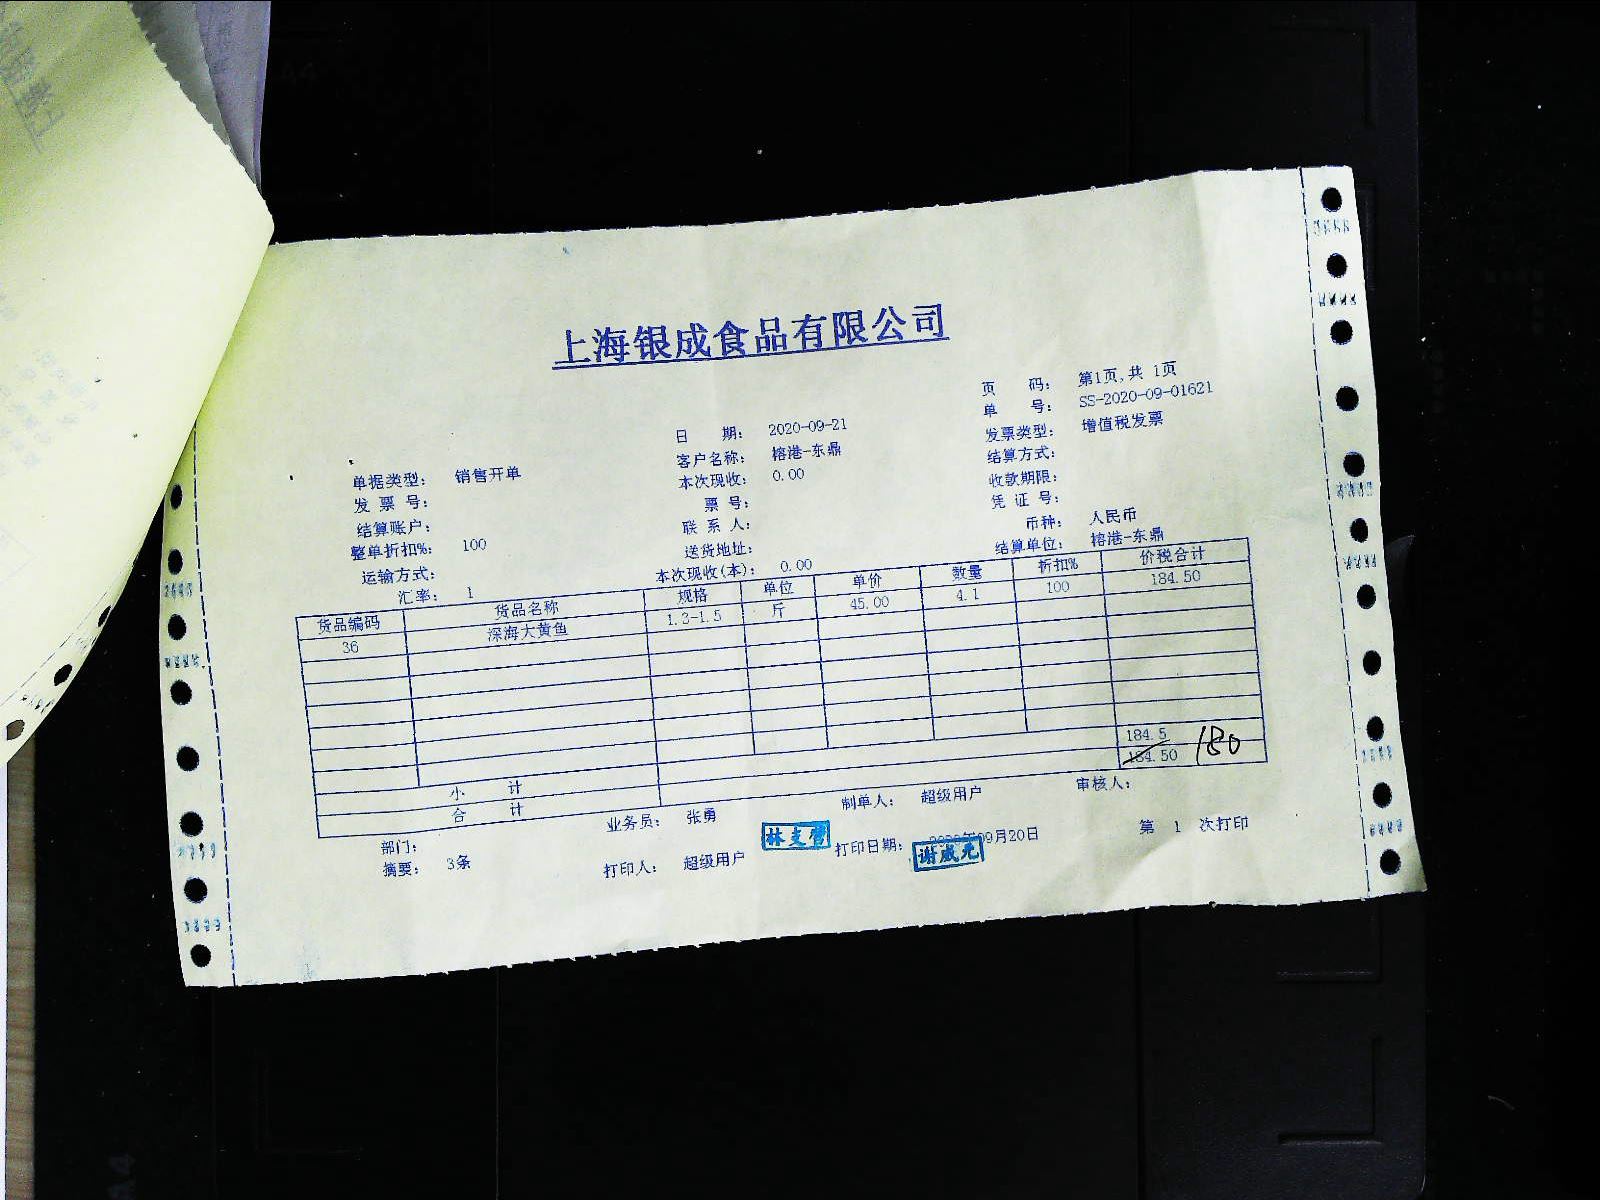 上海银成食品有限公司
页 码: 第1页,共 1页
单 号: SS-2020-09-01621
日 期: 2020-09-21 发票类型: 增值税发票
客户名称: 榕港-东鼎 结算方式:
单据类型: 销售开单 本次现收: 0.00 收款期限:
发 票 号: 票 号: 凭 证 号:
结算账户: 联 系 人: 币种: 人民币
整单折扣%: 100 送货地址: 结算单位: 榕港-东鼎
运输方式: 本次现收(本): 0.00
汇率: 1
货品编码 货品名称 规格 单位 单价 数量 折扣% 价税合计
36 深海大黄鱼 1.3-1.5 斤 45.00 4.1 100 184.50
小 计 184.5
合 计 184.50 180
部门: 业务员: 张勇 制单人: 超级用户 审核人:
摘要: 3条 打印人: 超级用户 打印日期: 09月20日 第 1 次打印
林支营
谢成光